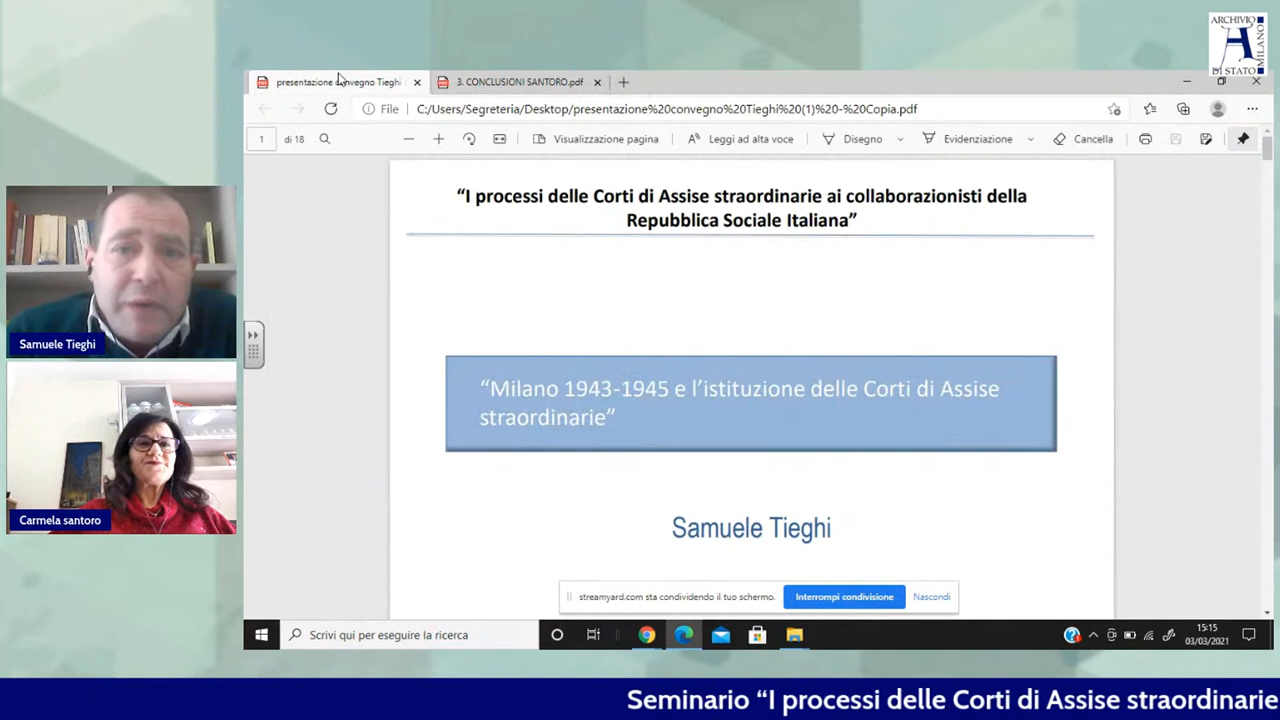 ARCHIVIO
DI STATO
MILANO
presentazione convegno Tieghi
3. CONCLUSIONI SANTORO.pdf
File
C:/Users/Segreteria/Desktop/presentazione%20convegno%20Tieghi%20(1)%20-%20Copia.pdf
1 di 18
Visualizzazione pagina
Leggi ad alta voce
Disegno
Evidenziazione
Cancella
“I processi delle Corti di Assise straordinarie ai collaborazionisti della
Repubblica Sociale Italiana”
“Milano 1943-1945 e l’istituzione delle Corti di Assise
straordinarie”
Samuele Tieghi
Samuele Tieghi
Carmela santoro
streamyard.com sta condividendo il tuo schermo.
Interrompi condivisione
Nascondi
Scrivi qui per eseguire la ricerca
15:15
03/03/2021
Seminario “I processi delle Corti di Assise straordinarie